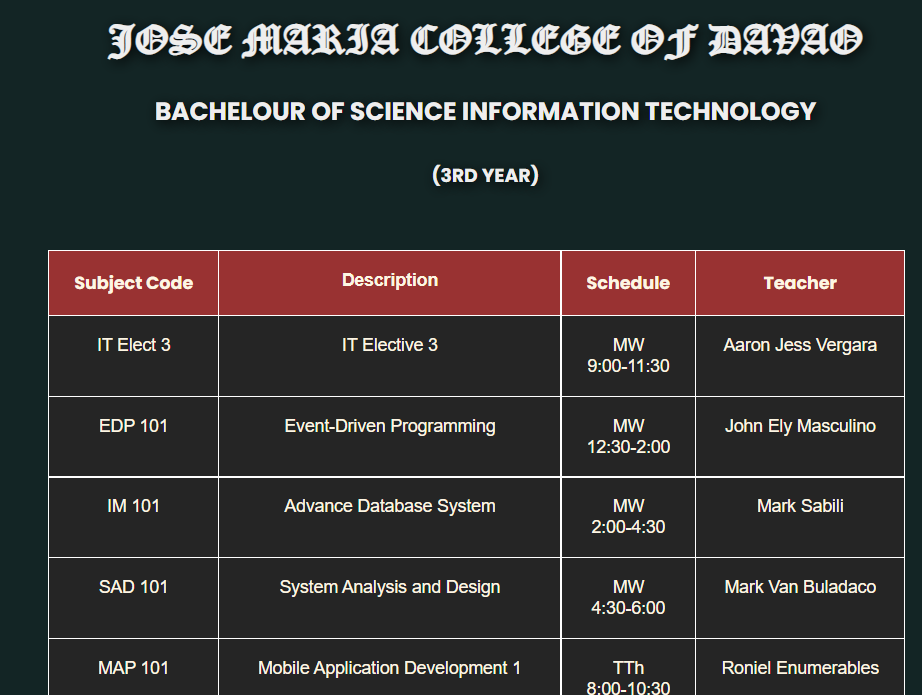 JOSE MARIA COLLEGE OF DAVAO
BACHELOUR OF SCIENCE INFORMATION TECHNOLOGY
(3RD YEAR)
Subject Code Description Schedule Teacher
IT Elect 3 IT Elective 3 MW Aaron Jess Vergara
9:00-11:30
EDP 101 Event-Driven Programming MW John Ely Masculino
12:30-2:00
IM 101 Advance Database System MW Mark Sabili
2:00-4:30
SAD 101 System Analysis and Design MW Mark Van Buladaco
4:30-6:00
MAP 101 Mobile Application Development 1 TTh Roniel Enumerables
8:00-10:30